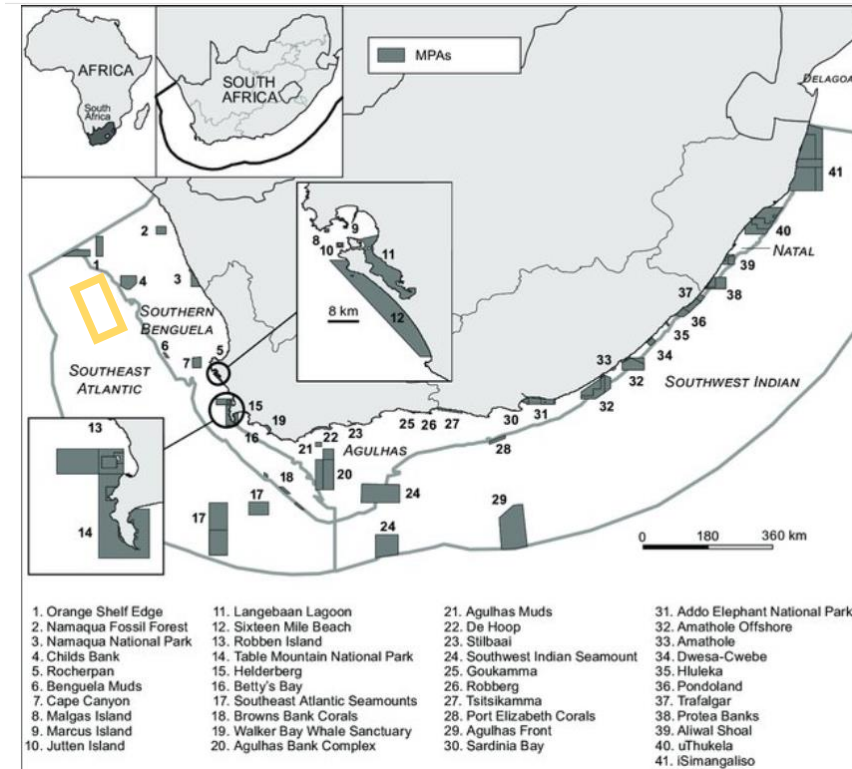 AFRICA
South
Africa
SOUTH
AFRICA
MPAs
DELAGOA
41
40
NATAL
39
38
37
36
35
34
33
32
32
SOUTHWEST INDIAN
31
30
29
28
27
26
25
24
24
23
22
21
20
AGULHAS
19
18
17
17
16
15
1
2
3
4
5
6
7
SOUTHERN
BENGUELA
SOUTHEAST
ATLANTIC
8
9
10
11
12
8 km
13
14
0 180 360 km
1. Orange Shelf Edge
2. Namaqua Fossil Forest
3. Namaqua National Park
4. Childs Bank
5. Rocherpan
6. Benguela Muds
7. Cape Canyon
8. Malgas Island
9. Marcus Island
10. Jutten Island
11. Langebaan Lagoon
12. Sixteen Mile Beach
13. Robben Island
14. Table Mountain National Park
15. Helderberg
16. Betty's Bay
17. Southeast Atlantic Seamounts
18. Browns Bank Corals
19. Walker Bay Whale Sanctuary
20. Agulhas Bank Complex
21. Agulhas Muds
22. De Hoop
23. Stilbaai
24. Southwest Indian Seamount
25. Goukamma
26. Robberg
27. Tsitsikamma
28. Port Elizabeth Corals
29. Agulhas Front
30. Sardinia Bay
31. Addo Elephant National Park
32. Amathole Offshore
33. Amathole
34. Dwesa-Cwebe
35. Hluleka
36. Pondoland
37. Trafalgar
38. Protea Banks
39. Aliwal Shoal
40. uThukela
41. iSimangaliso